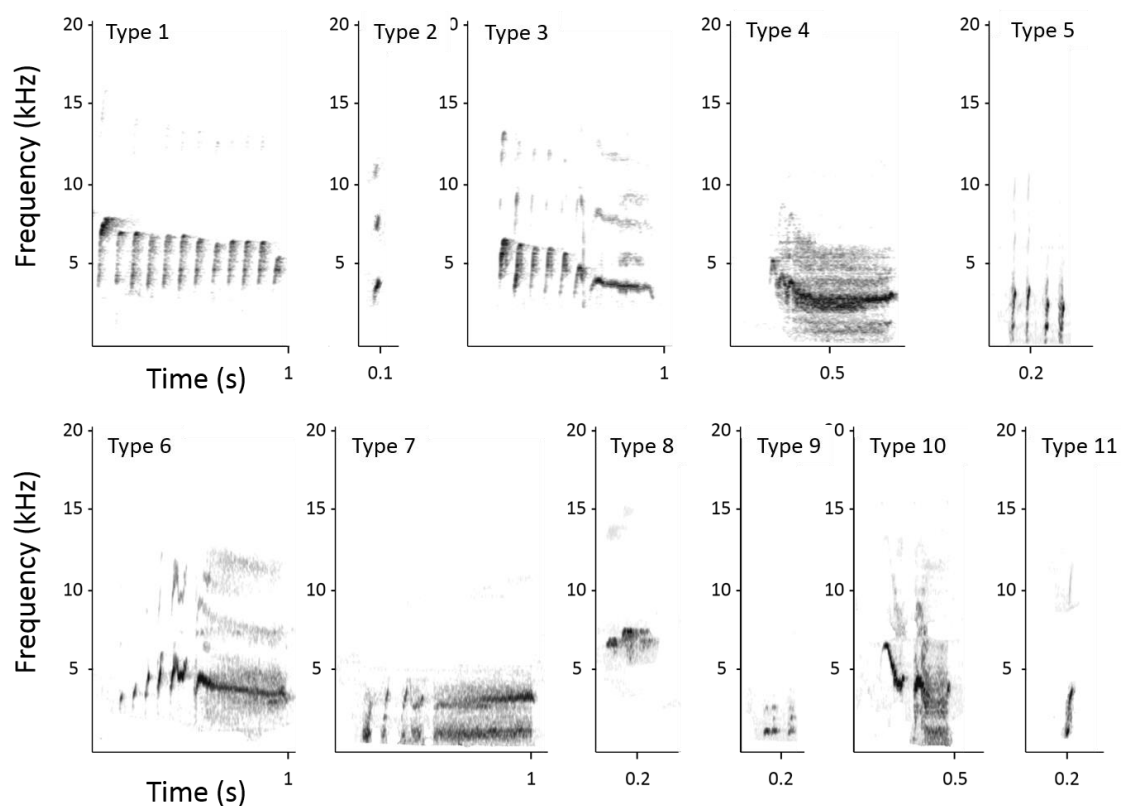 20 Type 1 Type 2 0 Type 3 20 Type 4 20 Type 5
15 15 15 15
10 10 10 10
5 5 5 5
Frequency (kHz)
Time (s) 1 0.1 1 0.5 0.2
20 Type 6 20 Type 7 20 Type 8 20 Type 9 0 Type 10 20 Type 11
15 15 15 15 15 15
10 10 10 10 10 10
5 5 5 5 5 5
Frequency (kHz)
Time (s) 1 1 0.2 0.2 0.5 0.2